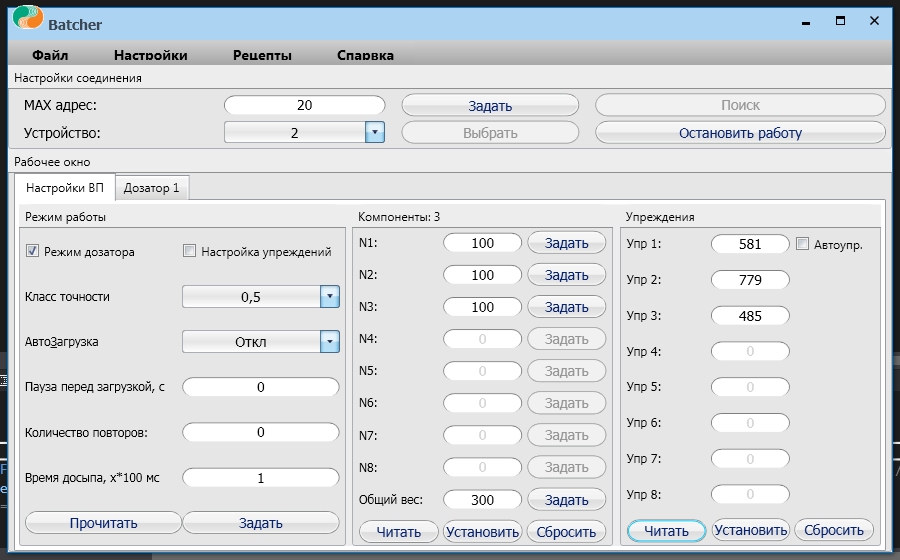 Batcher
Файл Настройки Рецепты Спарвка
Настройки соединения
MAX адрес: 20 Задать Поиск
Устройство: 2 Выбрать Остановить работу
Рабочее окно
Настройки ВП Дозатор 1
Режим работы
Режим дозатора Настройка упреждений
Класс точности 0,5
АвтоЗагрузка Откл
Пауза перед загрузкой, с 0
Количество повторов: 0
Время досыпа, х*100 мс 1
Прочитать Задать
Компоненты: 3
N1: 100 Задать
N2: 100 Задать
N3: 100 Задать
N4: 0 Задать
N5: 0 Задать
N6: 0 Задать
N7: 0 Задать
N8: 0 Задать
Общий вес: 300 Задать
Читать Установить Сбросить
Упреждения
Упр 1: 581 Автоупр.
Упр 2: 779
Упр 3: 485
Упр 4: 0
Упр 5: 0
Упр 6: 0
Упр 7: 0
Упр 8: 0
Читать Установить Сбросить